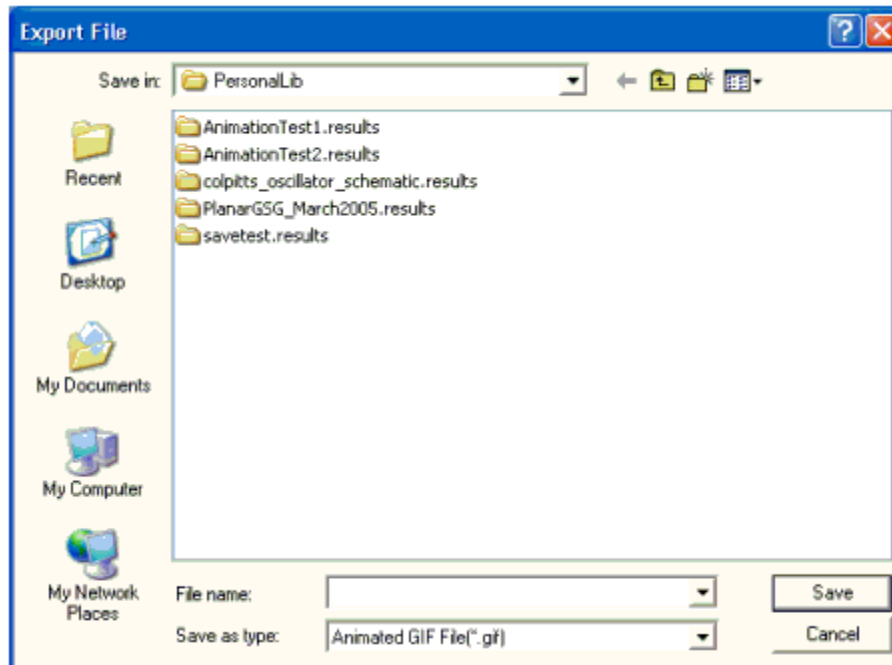 Export File
Save in:
PersonalLib
AnimationTest1.results
AnimationTest2.results
colpitts_oscillator_schematic.results
PlanarGSG_March2005.results
savetest.results
Recent
Desktop
My Documents
My Computer
My Network
Places
File name:
Save
Save as type:
Animated GIF File(*.gif)
Cancel